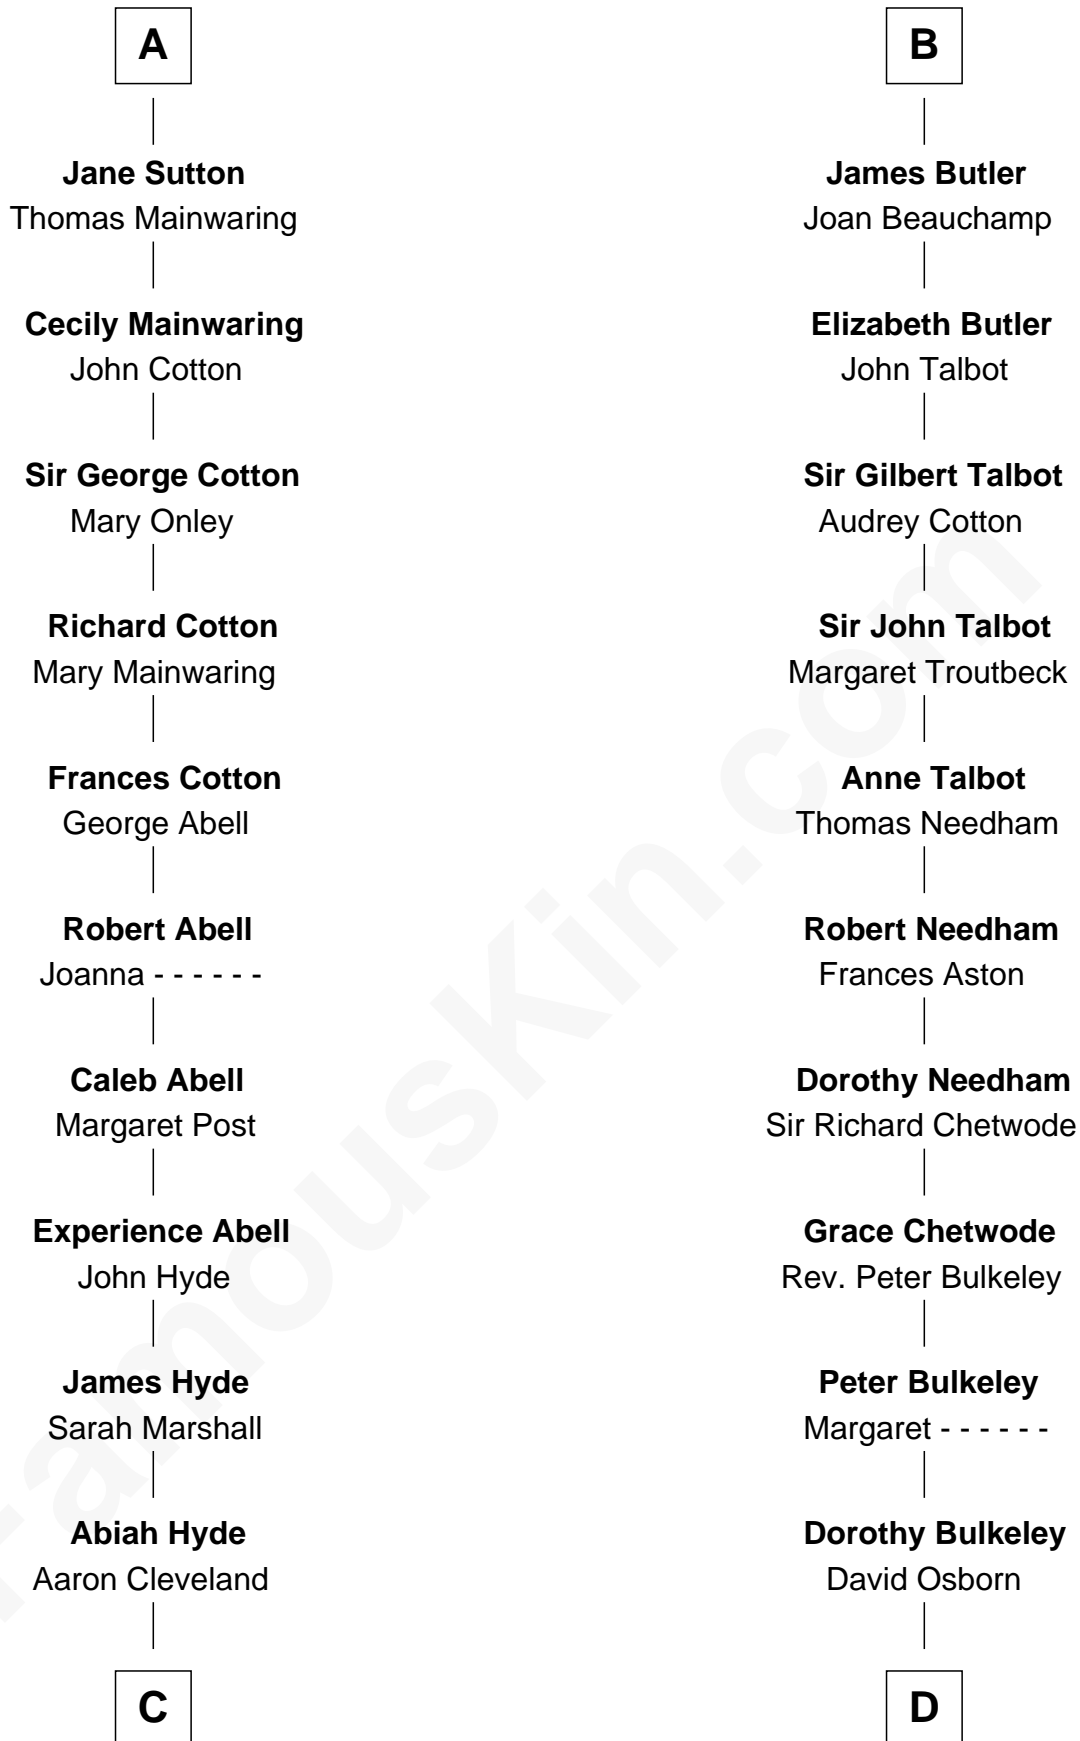 A
Jane Sutton
Thomas Mainwaring
Cecily Mainwaring
John Cotton
Sir George Cotton
Mary Onley
Richard Cotton
Mary Mainwaring
Frances Cotton
George Abell
Robert Abell
Joanna - - - - - -
Caleb Abell
Margaret Post
Experience Abell
John Hyde
James Hyde
Sarah Marshall
Abiah Hyde
Aaron Cleveland
C
B
James Butler
Joan Beauchamp
Elizabeth Butler
John Talbot
Sir Gilbert Talbot
Audrey Cotton
Sir John Talbot
Margaret Troutbeck
Anne Talbot
Thomas Needham
Robert Needham
Frances Aston
Dorothy Needham
Sir Richard Chetwode
Grace Chetwode
Rev. Peter Bulkeley
Peter Bulkeley
Margaret - - - - - -
Dorothy Bulkeley
David Osborn
D
FamousKin.com